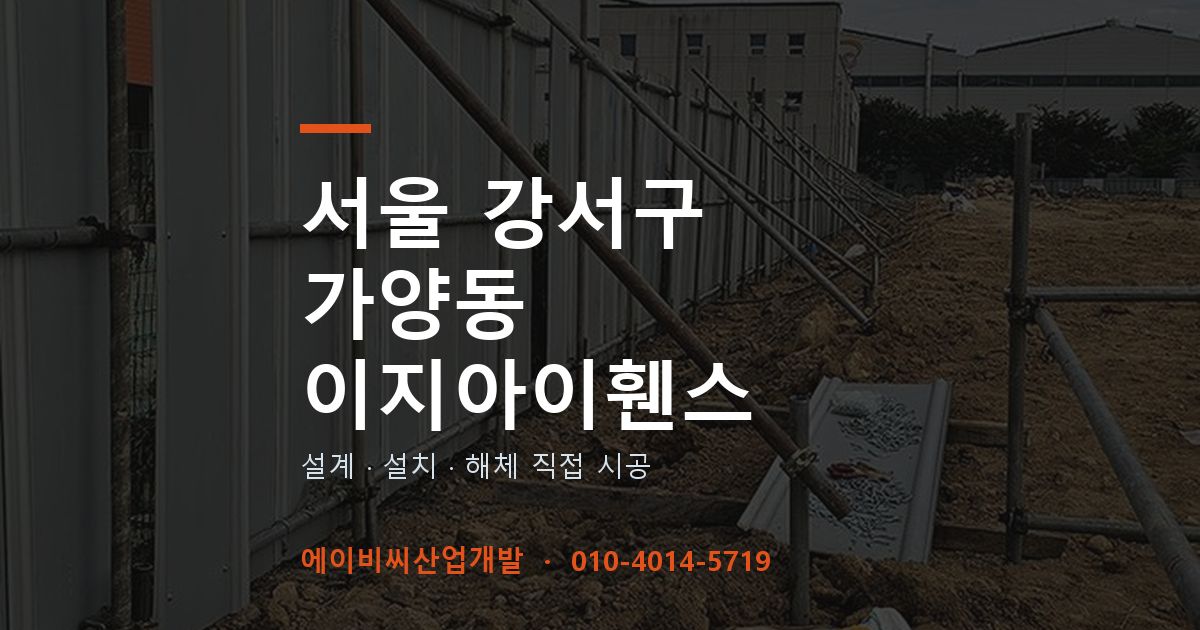 서울 강서구
가양동
이지아이휀스
설계 · 설치 · 해체 직접 시공
에이비씨산업개발 · 010-4014-5719